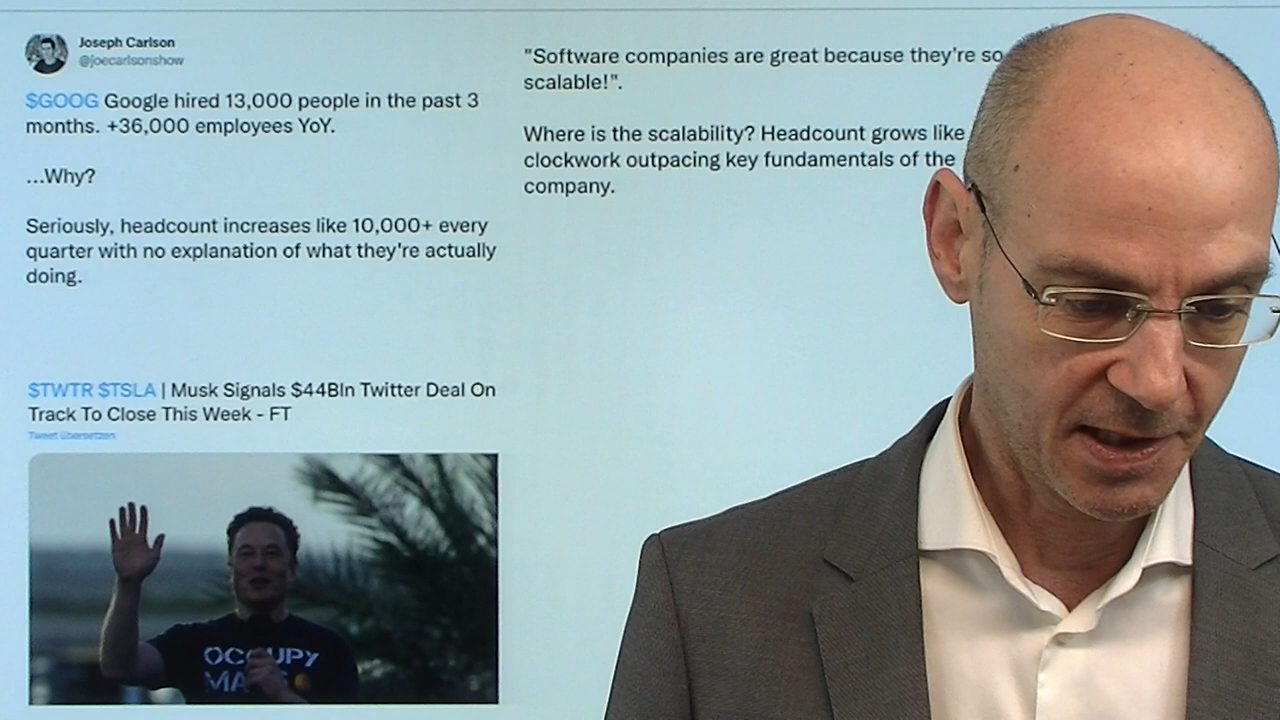 Joseph Carlson
@joecarlsonshow
$GOOG Google hired 13,000 people in the past 3
months. +36,000 employees YoY.
...Why?
Seriously, headcount increases like 10,000+ every
quarter with no explanation of what they're actually
doing.
"Software companies are great because they're so
scalable!".
Where is the scalability? Headcount grows like
clockwork outpacing key fundamentals of the
company.
$TWTR $TSLA | Musk Signals $44Bln Twitter Deal On
Track To Close This Week - FT
Tweet übersetzen
OCCUPY